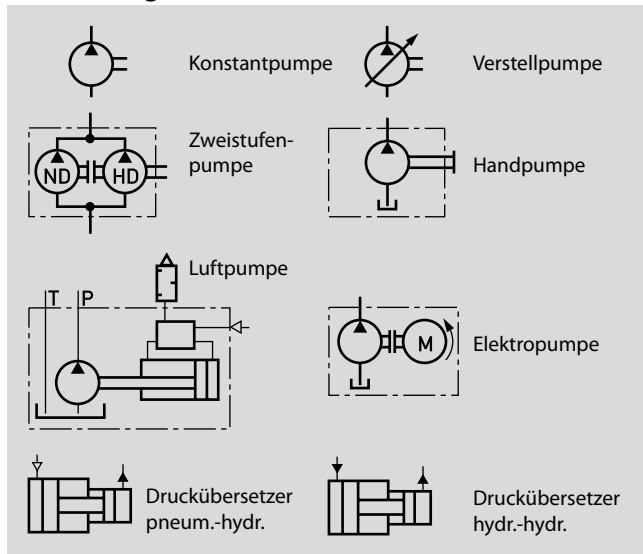 Konstantpumpe
Verstellpumpe
Zweistufen-
pumpe
ND
HD
Handpumpe
Luftpumpe
T
P
M
Elektropumpe
Druckübersetzer
pneum.-hydr.
Druckübersetzer
hydr.-hydr.